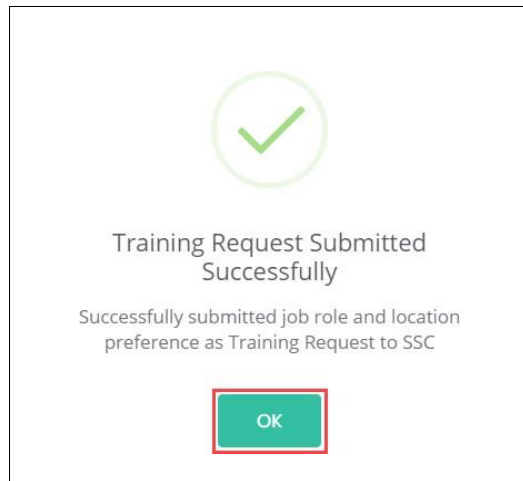 Training Request Submitted
Successfully
Successfully submitted job role and location
preference as Training Request to SSC
OK